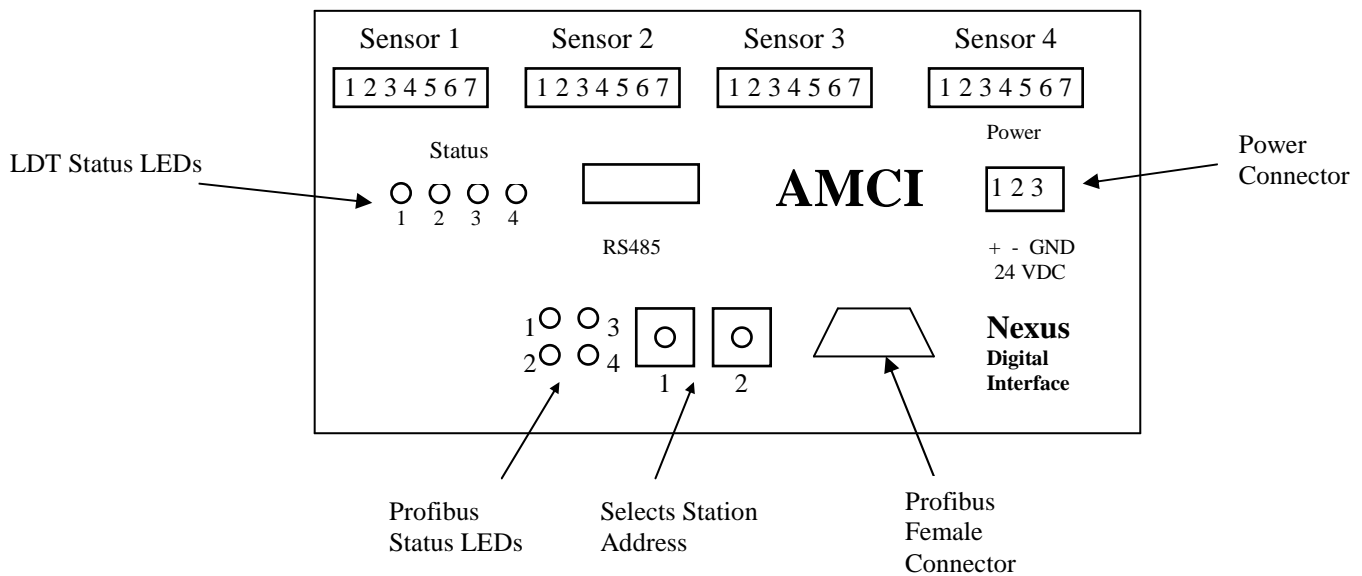 Sensor 1 Sensor 2 Sensor 3 Sensor 4
1 2 3 4 5 6 7 1 2 3 4 5 6 7 1 2 3 4 5 6 7 1 2 3 4 5 6 7
Power
Status
LDT Status LEDs
Power
Connector
AMCI
1 2 3
1 2 3 4
RS485
+ - GND
24 VDC
1 3
2 4
1 2
Nexus
Digital
Interface
Profibus
Status LEDs
Selects Station
Address
Profibus
Female
Connector